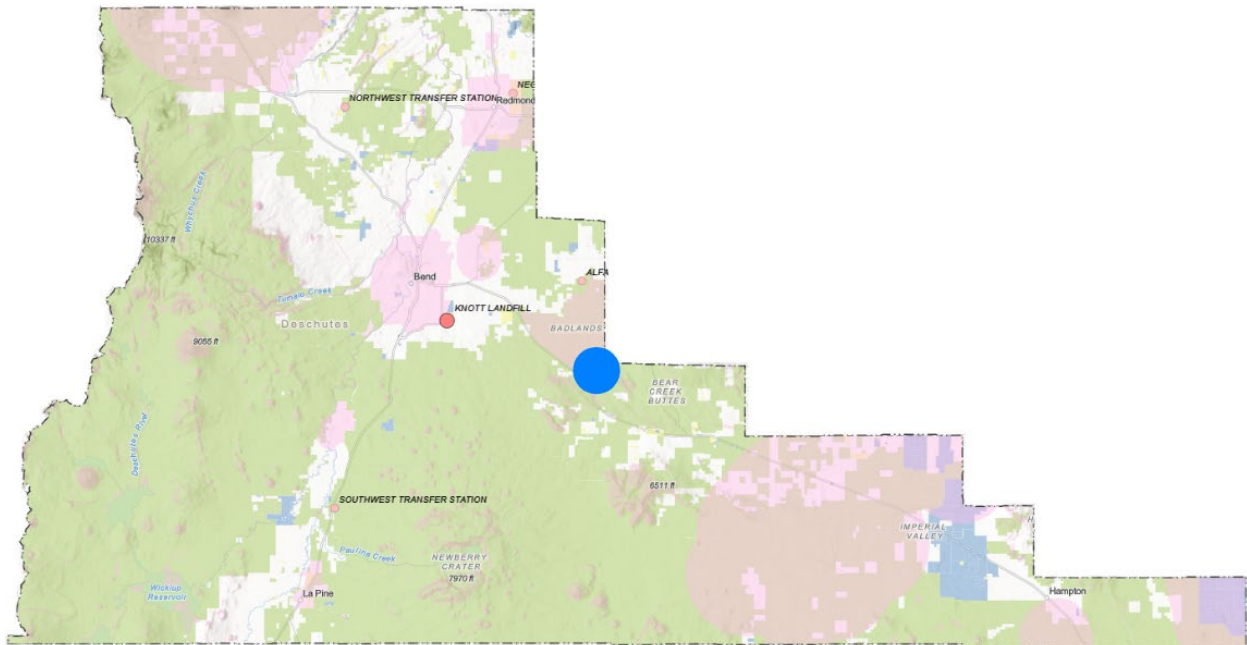 NEG
NORTHWEST TRANSFER STATION
Redmond
Whychus Creek
10337 ft
Bend
ALFA
Tumalo Creek
KNOTT LANDFILL
Deschutes
BADLANDS
9055 ft
BEAR
CREEK
BUTTES
Deschutes River
6511 ft
SOUTHWEST TRANSFER STATION
IMPERIAL
VALLEY
H
Paulina Creek
NEWBERRY
CRATER
7970 ft
Wickiup
Reservoir
La Pine
Hampton